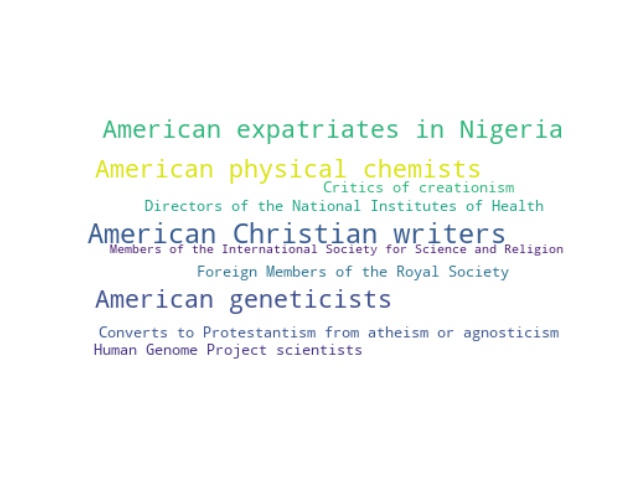 American expatriates in Nigeria
American physical chemists
Critics of creationism
Directors of the National Institutes of Health
American Christian writers
Members of the International Society for Science and Religion
Foreign Members of the Royal Society
American geneticists
Converts to Protestantism from atheism or agnosticism
Human Genome Project scientists